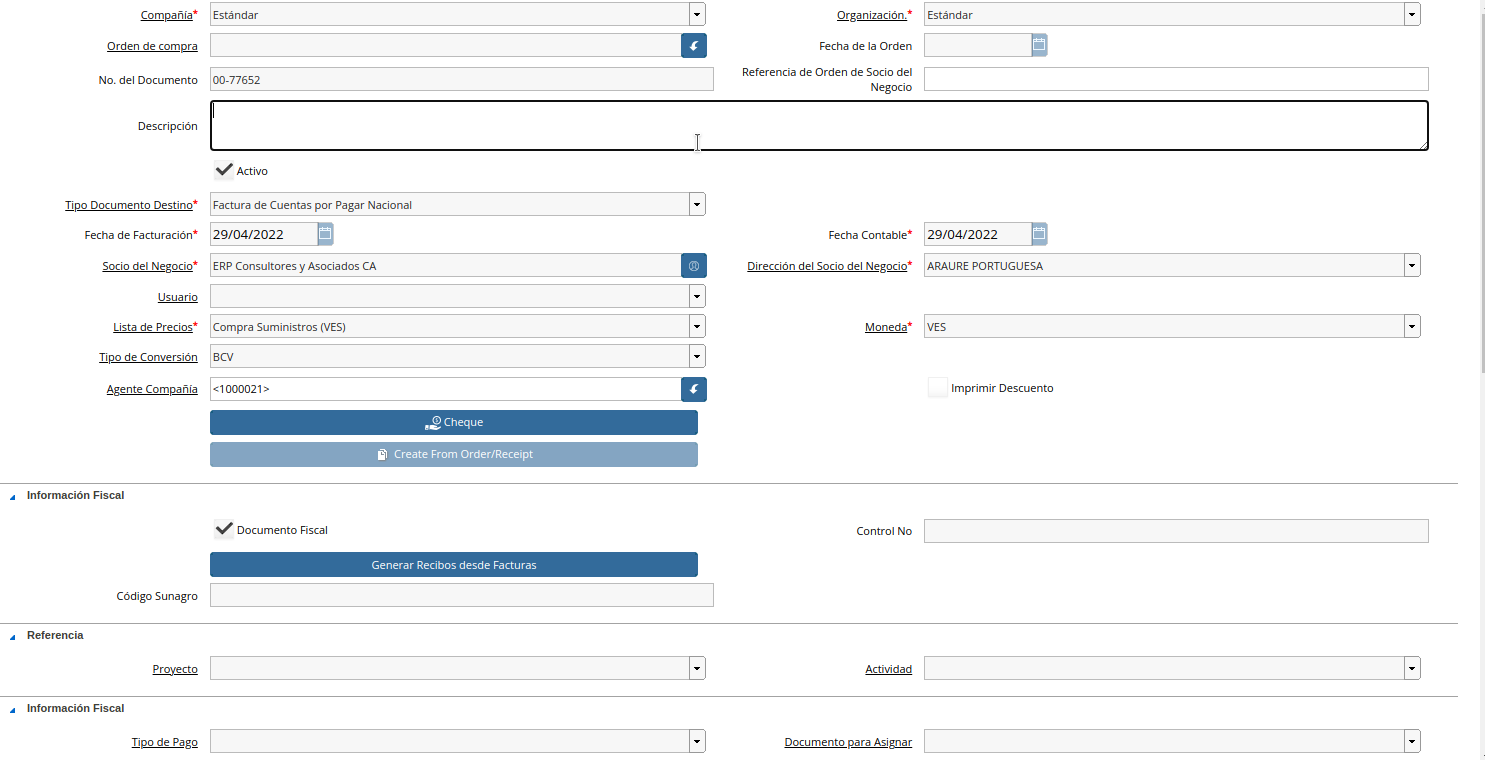 Compañía* Estándar Organización.* Estándar
Orden de compra Fecha de la Orden
No. del Documento 00-77652 Referencia de Orden de Socio del Negocio
Descripción
Activo
Tipo Documento Destino* Factura de Cuentas por Pagar Nacional
Fecha de Facturación* 29/04/2022 Fecha Contable* 29/04/2022
Socio del Negocio* ERP Consultores y Asociados CA Dirección del Socio del Negocio* ARAURE PORTUGUESA
Usuario
Lista de Precios* Compra Suministros (VES) Moneda* VES
Tipo de Conversión BCV
Agente Compañía <1000021> Imprimir Descuento
Cheque
Create From Order/Receipt
Información Fiscal
Documento Fiscal Control No
Generar Recibos desde Facturas
Código Sunagro
Referencia
Proyecto Actividad
Información Fiscal
Tipo de Pago Documento para Asignar